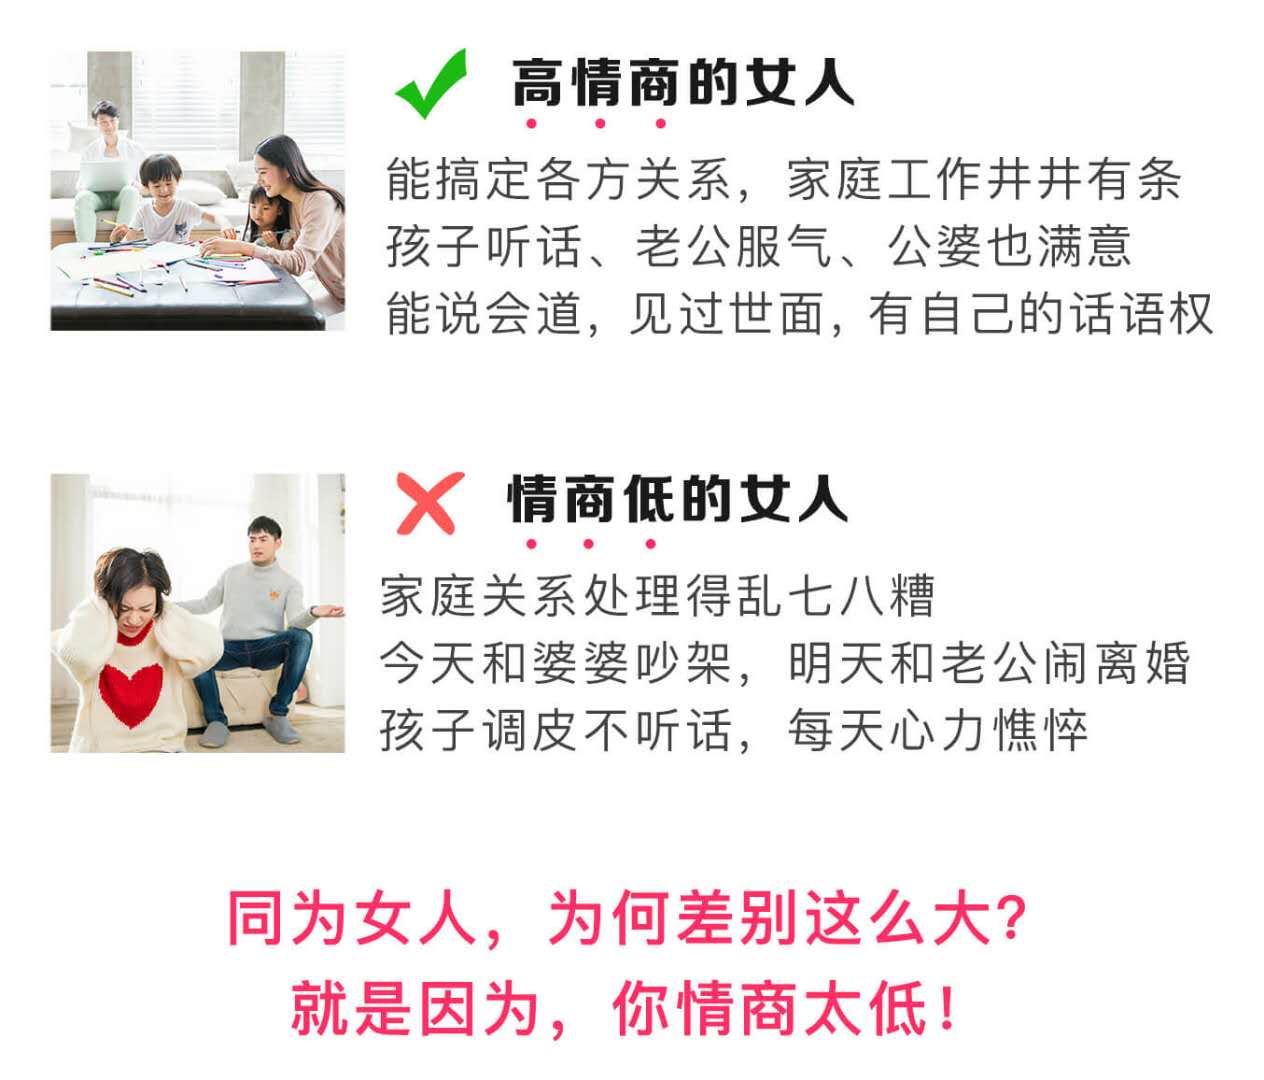 高情商的女人
能搞定各方关系，家庭工作井井有条
孩子听话、老公服气、公婆也满意
能说会道，见过世面，有自己的话语权
情商低的女人
家庭关系处理得乱七八糟
今天和婆婆吵架，明天和老公闹离婚
孩子调皮不听话，每天心力憔悴
同为女人，为何差别这么大？
就是因为，你情商太低！